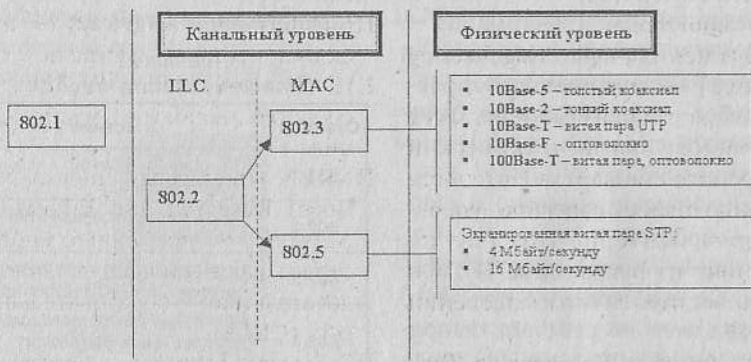 Канальный уровень
Физический уровень
LLC
MAC
802.1
802.3
802.2
802.5
10Base-5 – толстый коаксиал
10Base-2 – тонкий коаксиал
10Base-T – витая пара UTP
10Base-F – оптоволокно
100Base-T – витая пара, оптоволокно
Экранированная витая пара STP
4 Мбайт/секунду
16 Мбайт/секунду